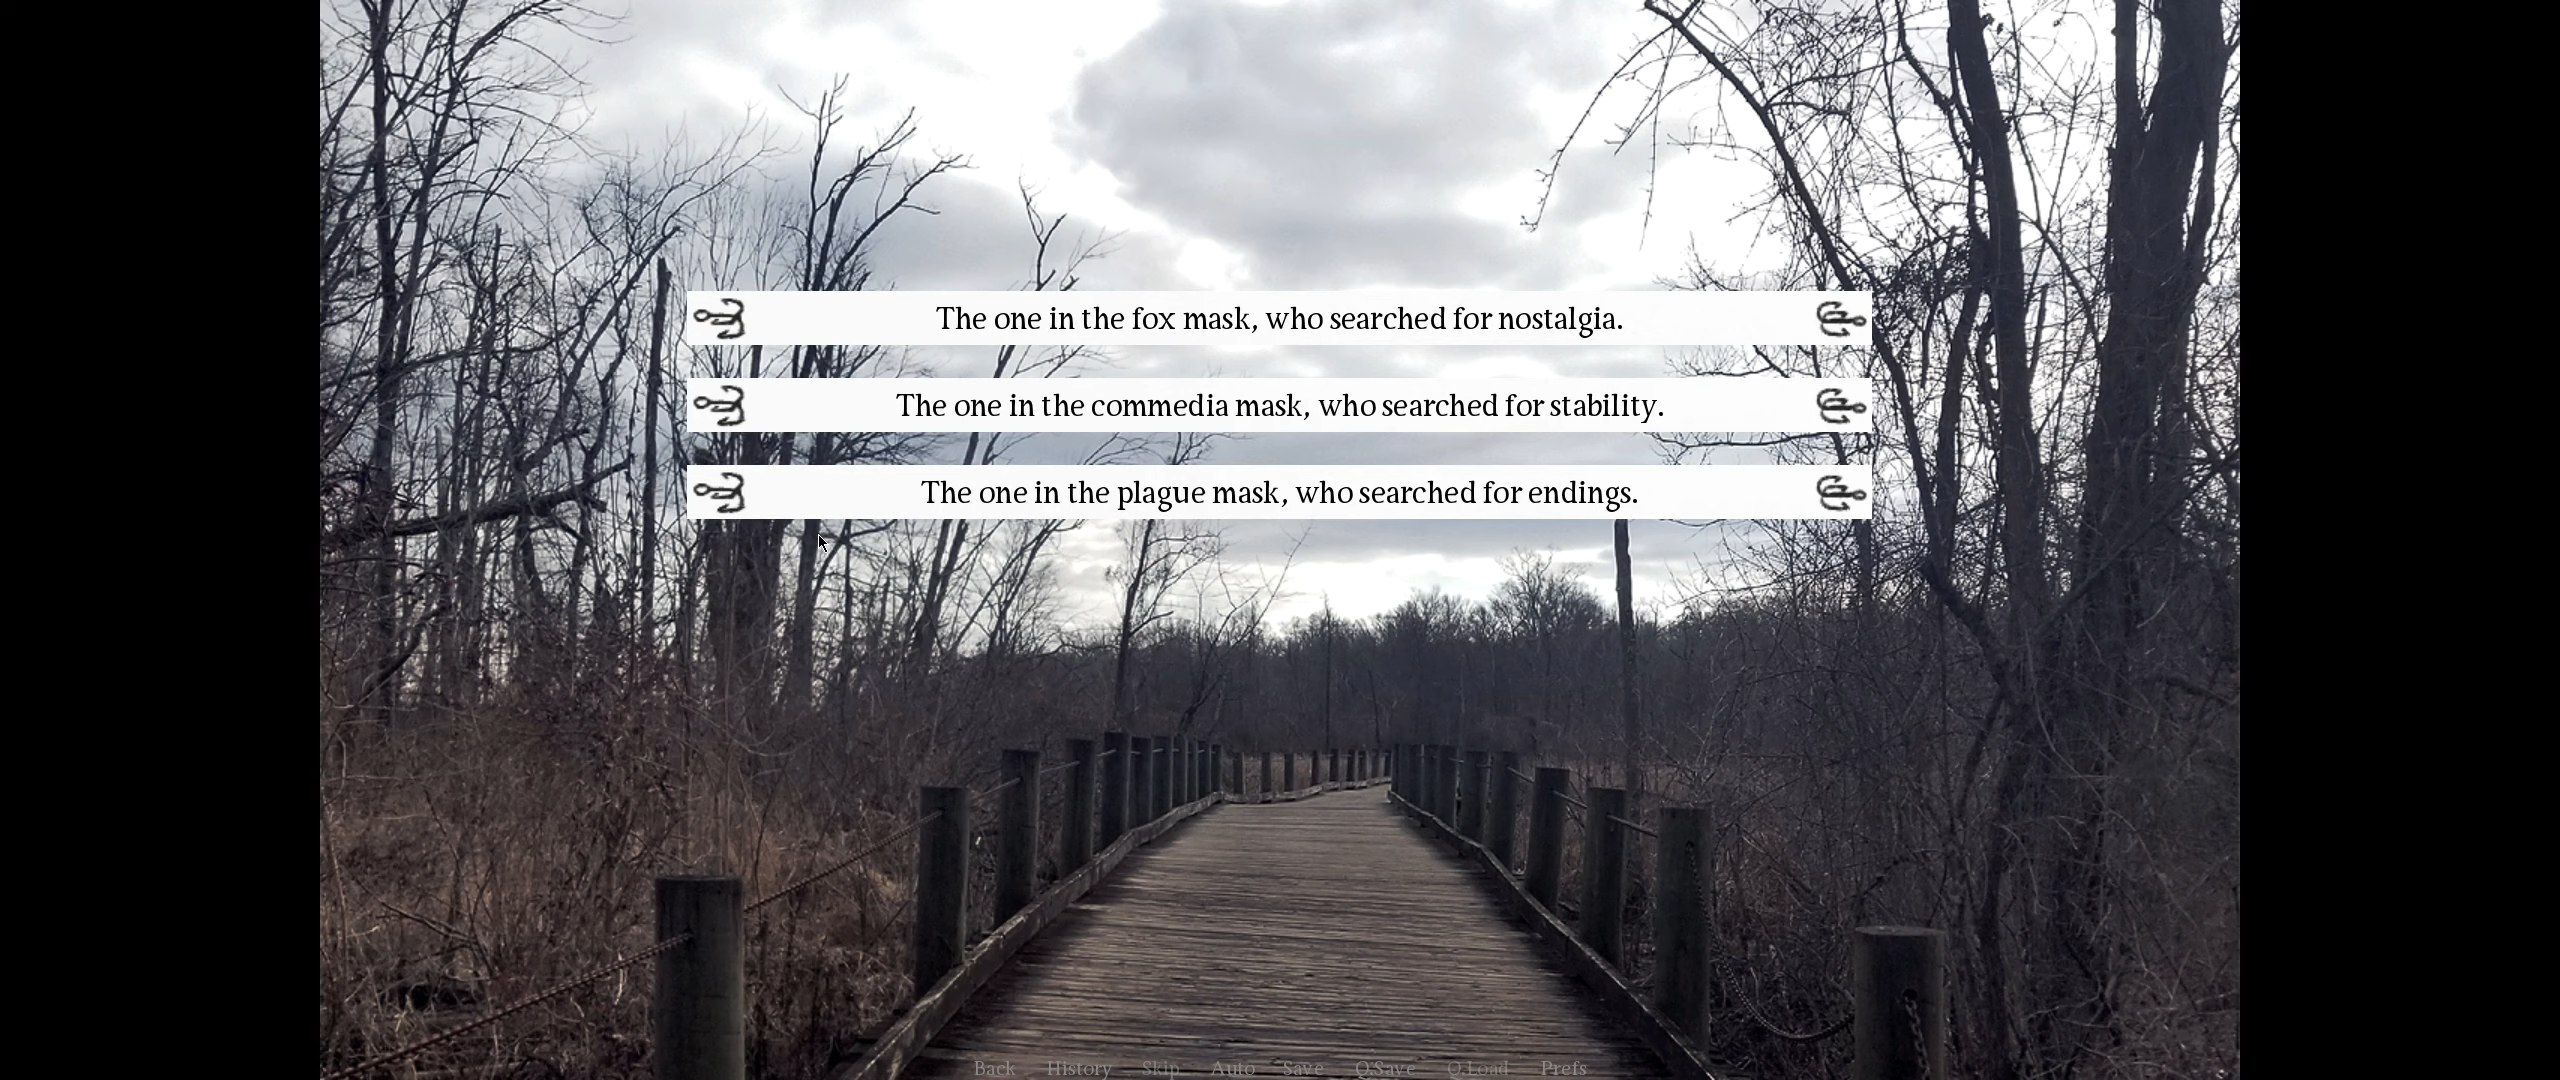 The one in the fox mask, who searched for nostalgia.
The one in the commedia mask, who searched for stability.
The one in the plague mask, who searched for endings.
Back History Skip Auto Save Q.Save Q.Load Prefs